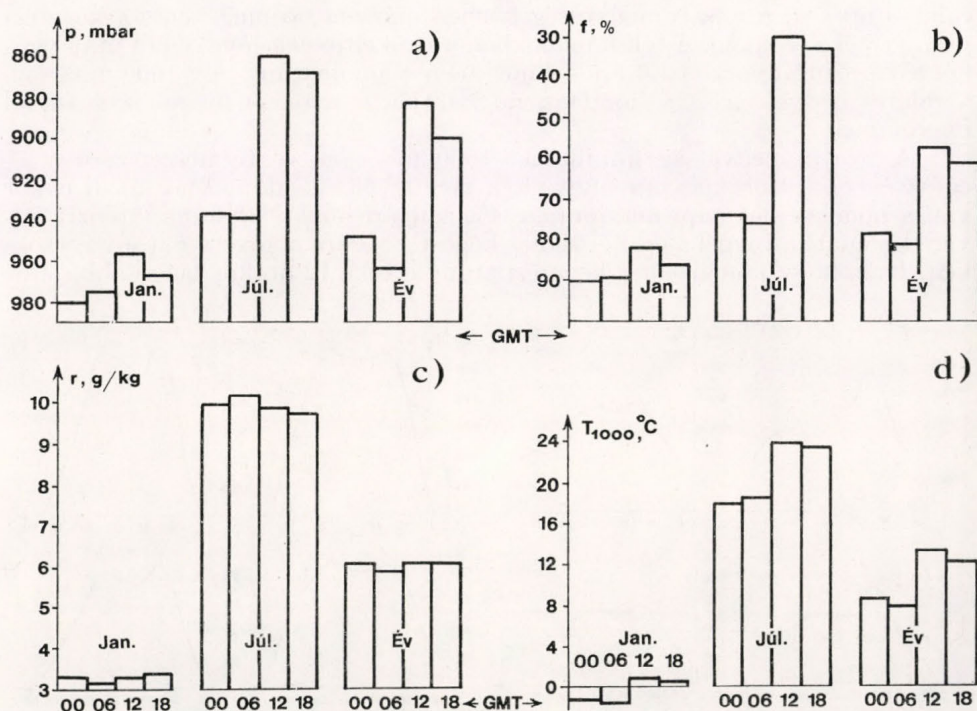 p, mbar
a)
860
880
900
920
940
960
980
Jan.
Júl.
Év
f, %
b)
30
40
50
60
70
80
90
Jan.
Júl.
Év
← GMT →
r, g/kg
c)
10
9
8
7
6
5
4
3
Jan.
Júl.
Év
00 06 12 18
00 06 12 18
00 06 12 18
← GMT →
T1000, °C
d)
24
20
16
12
8
4
0
Jan.
00 06 12 18
Júl.
Év
00 06 12 18
00 06 12 18